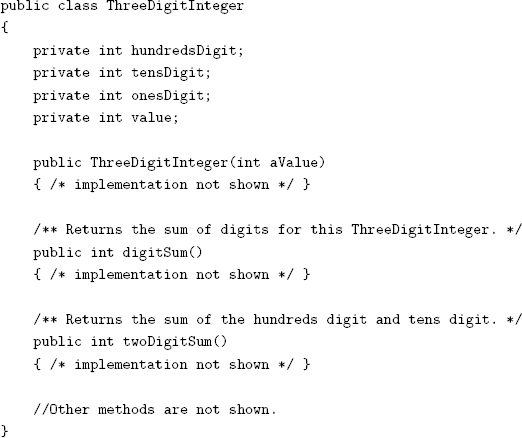 public class ThreeDigitInteger
{
    private int hundredsDigit;
    private int tensDigit;
    private int onesDigit;
    private int value;

    public ThreeDigitInteger(int aValue)
    { /* implementation not shown */ }

    /** Returns the sum of digits for this ThreeDigitInteger. */
    public int digitSum()
    { /* implementation not shown */ }

    /** Returns the sum of the hundreds digit and tens digit. */
    public int twoDigitSum()
    { /* implementation not shown */ }

    //Other methods are not shown.
}